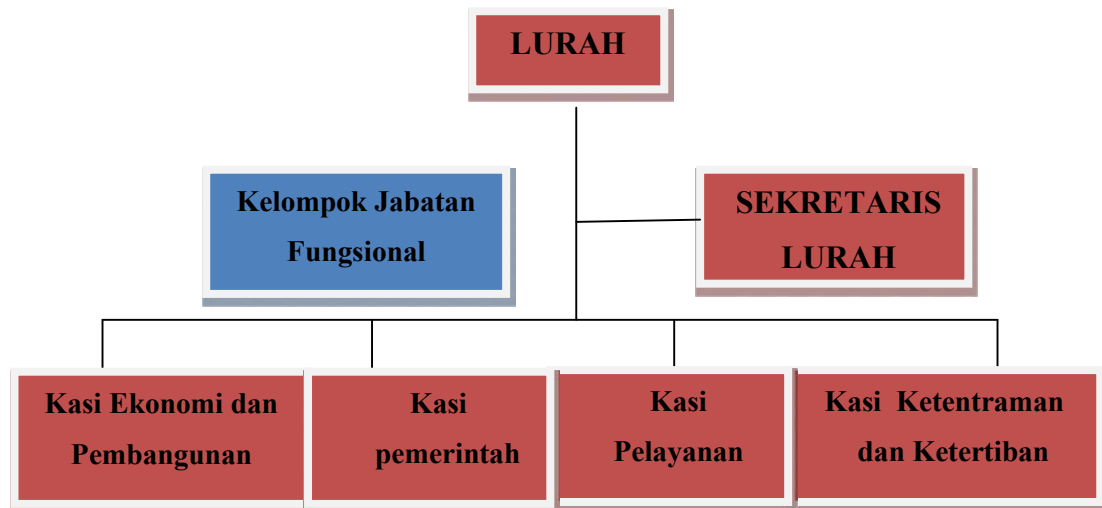 LURAH
Kelompok Jabatan
Fungsional
SEKRETARIS
LURAH
Kasi Ekonomi dan
Pembangunan
Kasi
pemerintah
Kasi
Pelayanan
Kasi  Ketentraman
dan Ketertiban